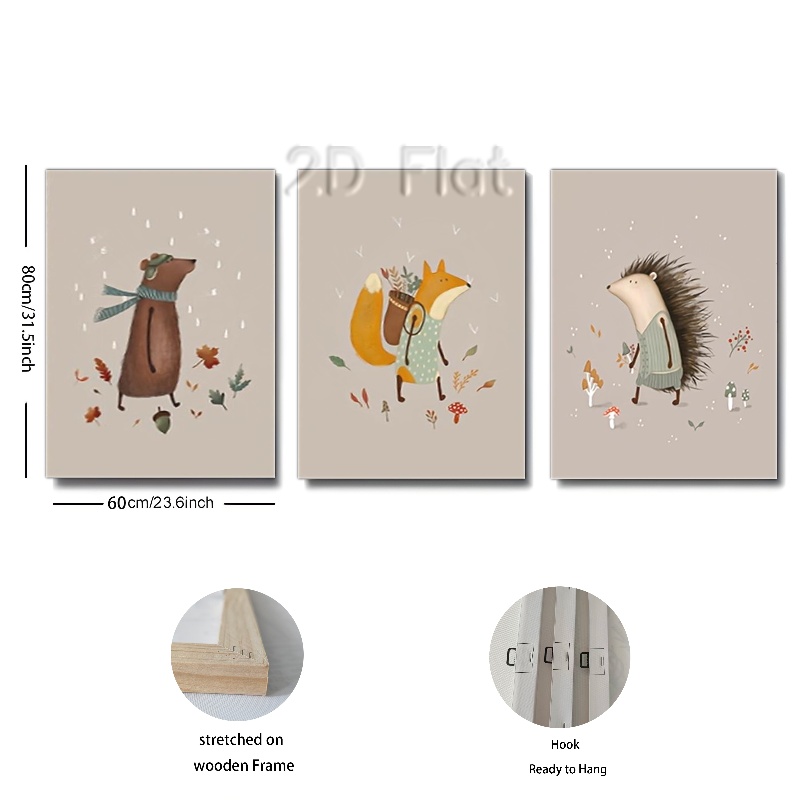 2D Flat
80cm/31.5inch
60cm/23.6inch
stretched on
wooden Frame
Hook
Ready to Hang